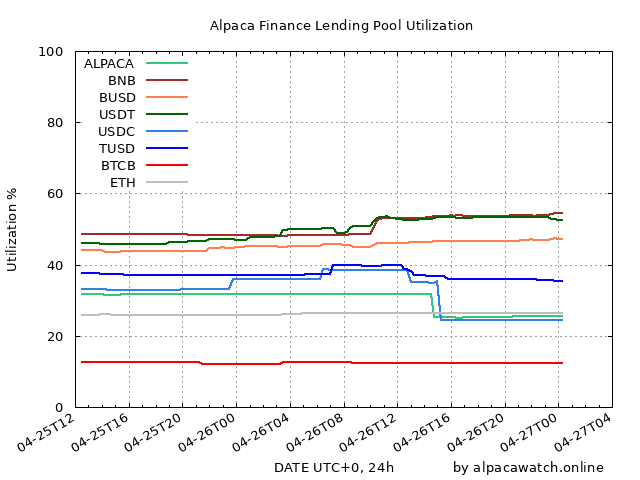 Alpaca Finance Lending Pool Utilization
100
80
60
40
20
0
Utilization %
ALPACA
BNB
BUSD
USDT
USDC
TUSD
BTCB
ETH
04-25T12
04-25T16
04-25T20
04-26T00
04-26T04
04-26T08
04-26T12
04-26T16
04-26T20
04-27T00
04-27T04
DATE UTC+0, 24h
by alpacawatch.online